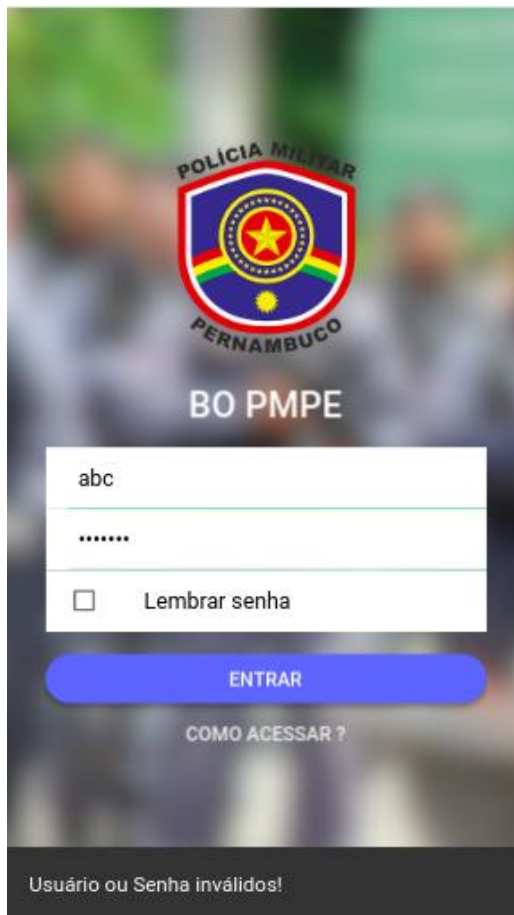 POLÍCIA MILITAR
PERNAMBUCO
BO PMPE
abc
•••••••
Lembrar senha
ENTRAR
COMO ACESSAR ?
Usuário ou Senha inválidos!